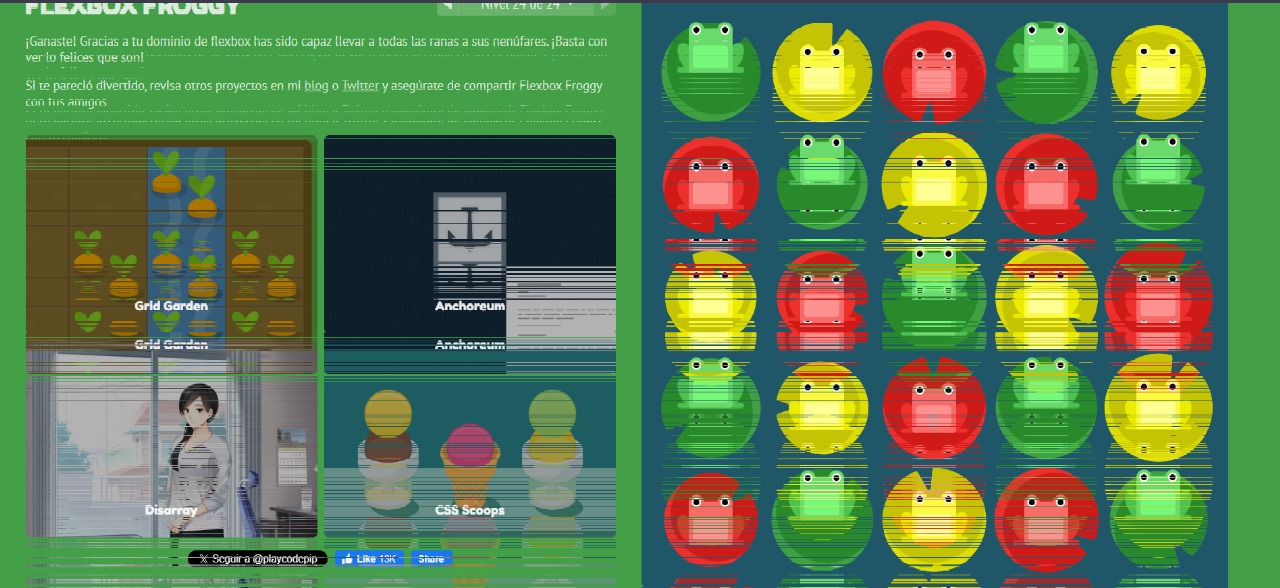 FLEXBOX FROGGY
Nivel 24 de 24
¡Ganaste! Gracias a tu dominio de flexbox has sido capaz llevar a todas las ranas a sus nenúfares. ¡Basta con
ver lo felices que son!
Si te pareció divertido, revisa otros proyectos en mi blog o Twitter y asegúrate de compartir Flexbox Froggy
con tus amigos
Grid Garden
Anchoreum
Grid Garden
Anchoreum
Disarray
CSS Scoops
X Seguir a @playcodepip
Like 13K
Share